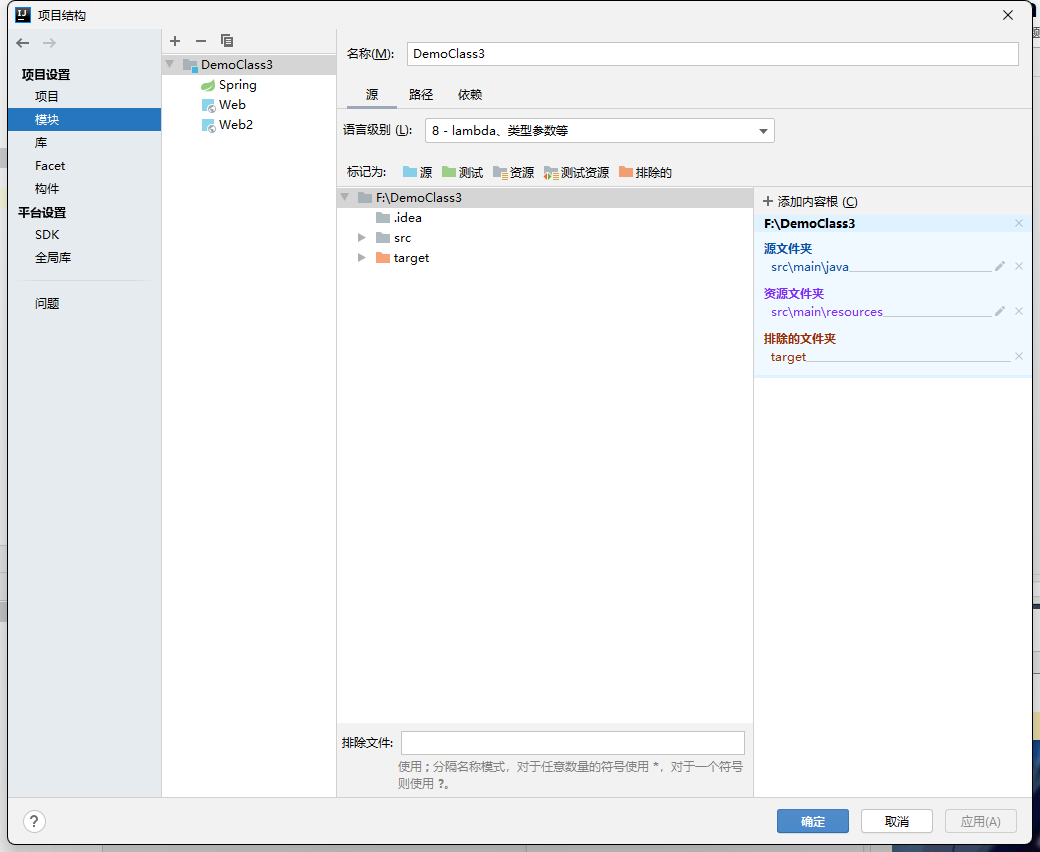 项目结构
项目设置
项目
模块
库
Facet
构件
平台设置
SDK
全局库
问题
DemoClass3
Spring
Web
Web2
名称(M): DemoClass3
源 路径 依赖
语言级别 (L): 8 - lambda、类型参数等
标记为: 源 测试 资源 测试资源 排除的
F:\DemoClass3
.idea
src
target
添加内容根 (C)
F:\DemoClass3
源文件夹
src\main\java
资源文件夹
src\main\resources
排除的文件夹
target
排除文件:
使用 ; 分隔名称模式，对于任意数量的符号使用 *，对于一个符号
则使用 ?。
? 确定 取消 应用(A)